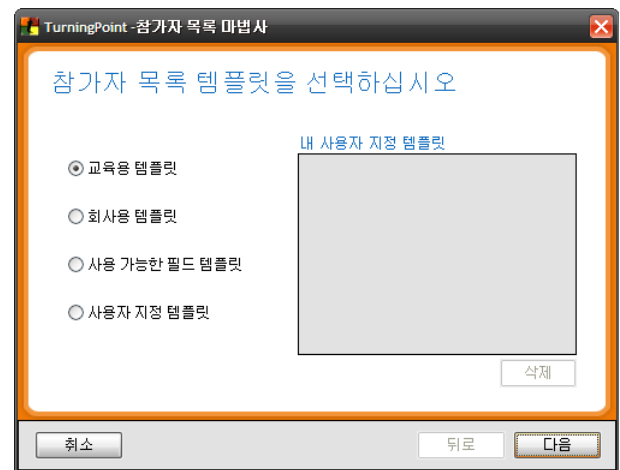 TurningPoint -참가자 목록 마법사
참가자 목록 템플릿을 선택하십시오
내 사용자 지정 템플릿
교육용 템플릿
회사용 템플릿
사용 가능한 필드 템플릿
사용자 지정 템플릿
삭제
취소
뒤로
다음